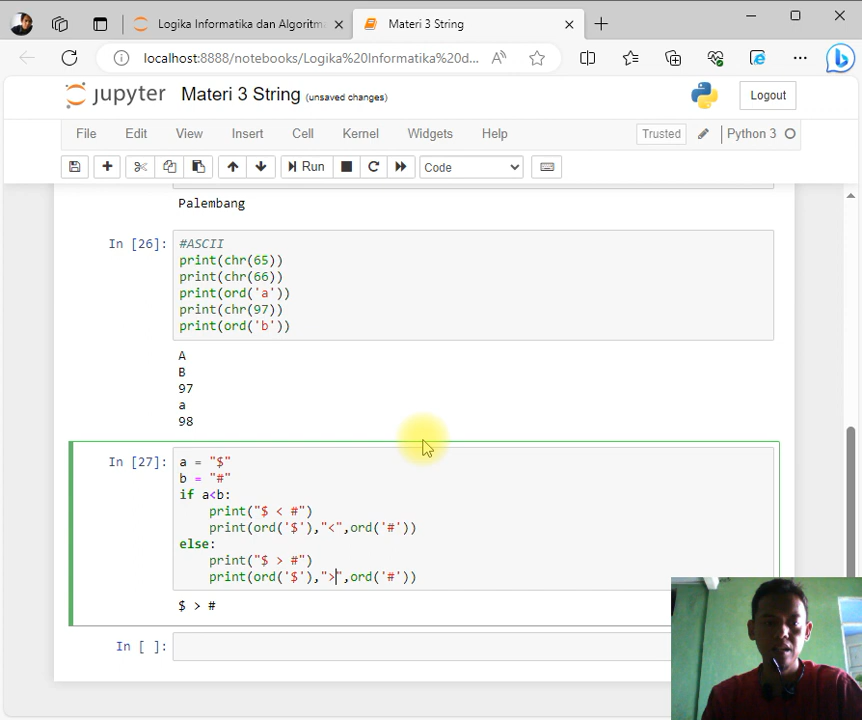 Logika Informatika dan Algoritm
Materi 3 String
localhost:8888/notebooks/Logika%20Informatika%20d...
jupyter Materi 3 String (unsaved changes)
Logout
File Edit View Insert Cell Kernel Widgets Help
Trusted Python 3
Run Code
Palembang
In [26]: #ASCII
print(chr(65))
print(chr(66))
print(ord('a'))
print(chr(97))
print(ord('b'))
A
B
97
a
98
In [27]: a = "$"
b = "#"
if a<b:
    print("$ < #")
    print(ord('$'),"<",ord('#'))
else:
    print("$ > #")
    print(ord('$'),">",ord('#'))
$ > #
In [ ]: